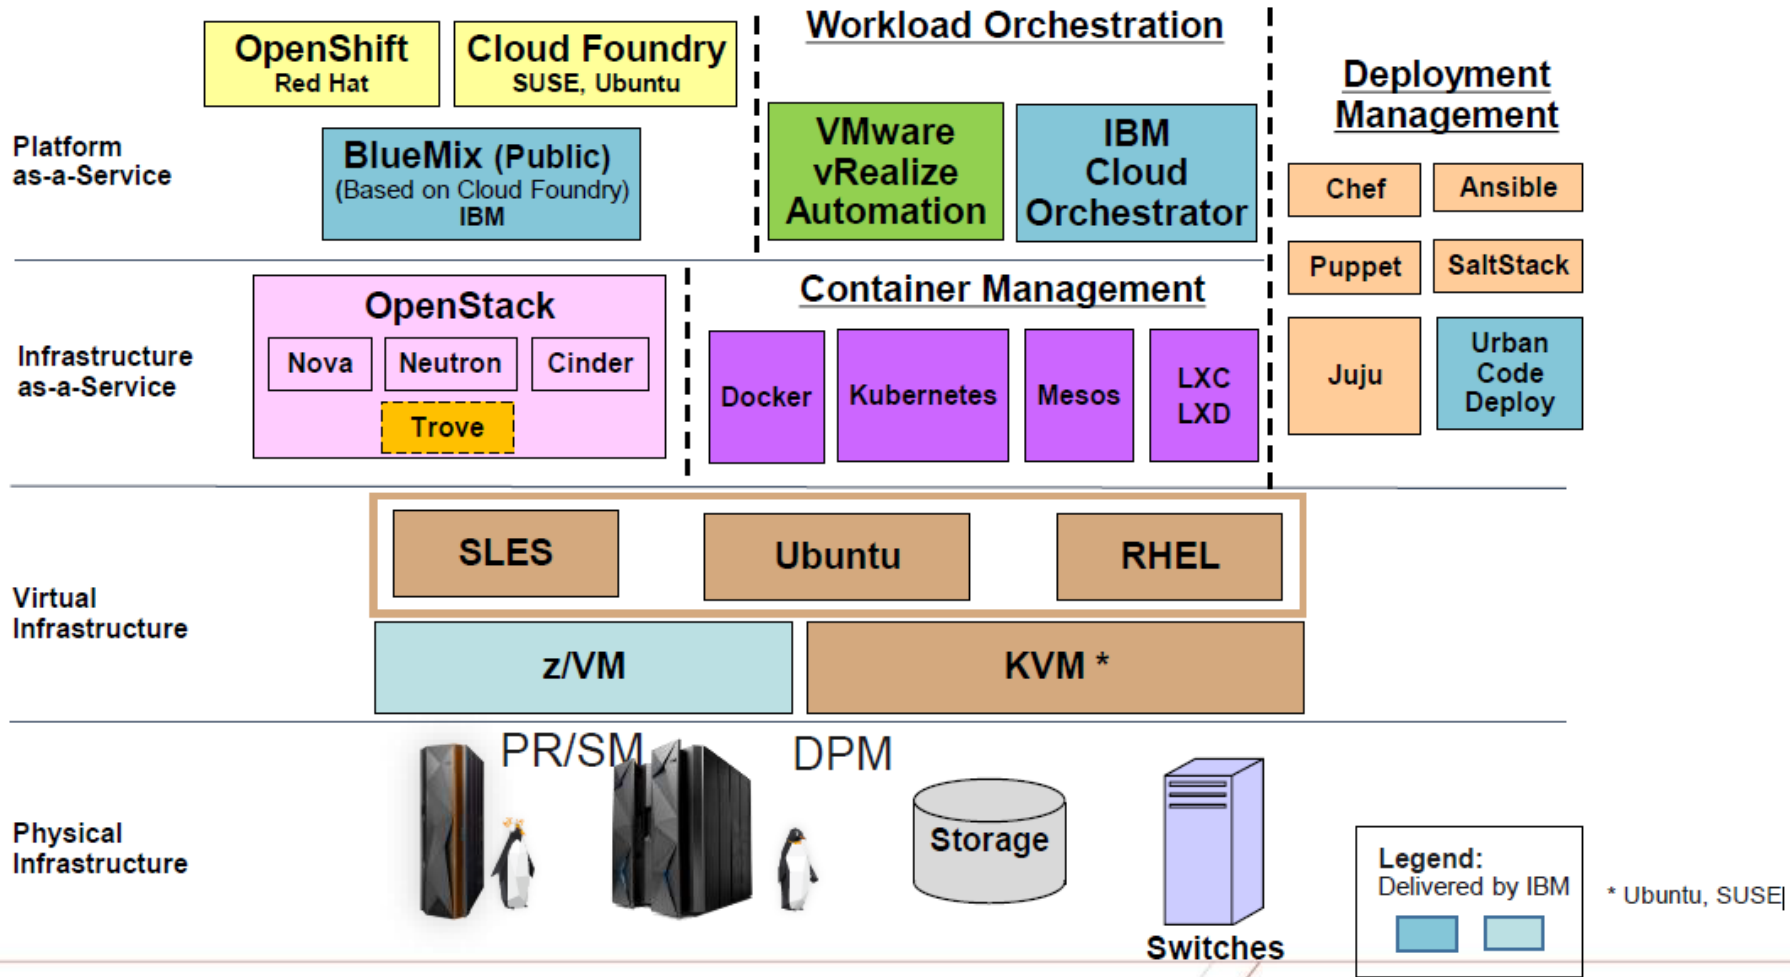 OpenShift
Red Hat
Cloud Foundry
SUSE, Ubuntu
Platform
as-a-Service
BlueMix (Public)
(Based on Cloud Foundry)
IBM
Workload Orchestration
VMware
vRealize
Automation
IBM
Cloud
Orchestrator
Deployment
Management
Chef
Ansible
Puppet
SaltStack
Juju
Urban
Code
Deploy
Infrastructure
as-a-Service
OpenStack
Nova
Neutron
Cinder
Trove
Container Management
Docker
Kubernetes
Mesos
LXC
LXD
Virtual
Infrastructure
SLES
Ubuntu
RHEL
z/VM
KVM *
Physical
Infrastructure
PR/SM
DPM
Storage
Switches
Legend:
Delivered by IBM
* Ubuntu, SUSE